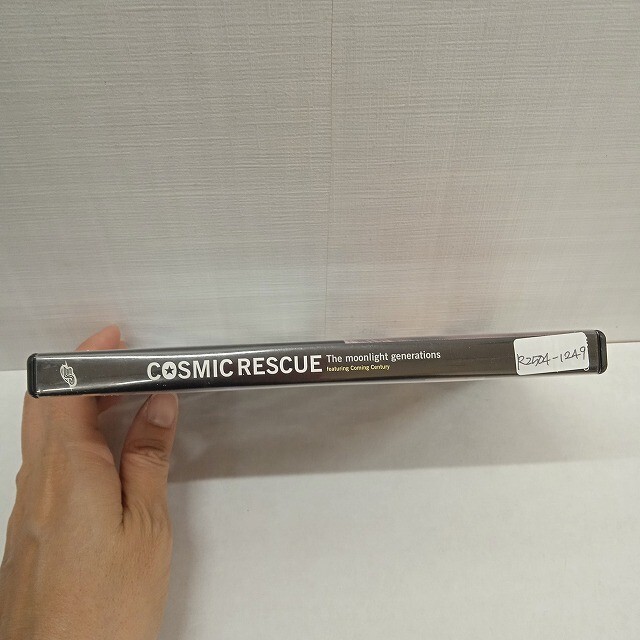 COSMIC RESCUE
The moonlight generations
featuring Coming Century
R2504-1249